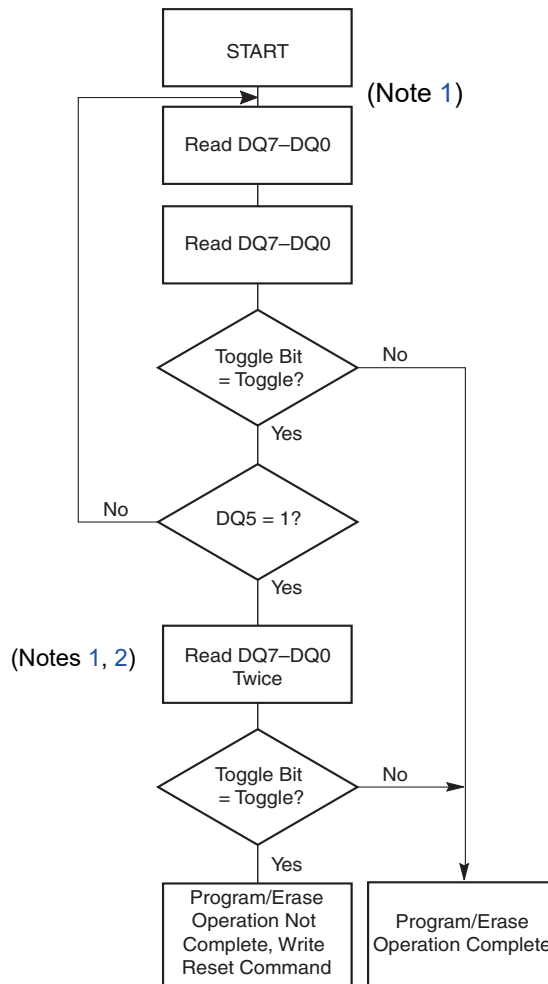 START
(Note 1)
Read DQ7–DQ0
Read DQ7–DQ0
Toggle Bit
= Toggle?
No
Yes
No
DQ5 = 1?
Yes
(Notes 1, 2)
Read DQ7–DQ0
Twice
Toggle Bit
= Toggle?
No
Yes
Program/Erase
Operation Not
Complete, Write
Reset Command
Program/Erase
Operation Complete